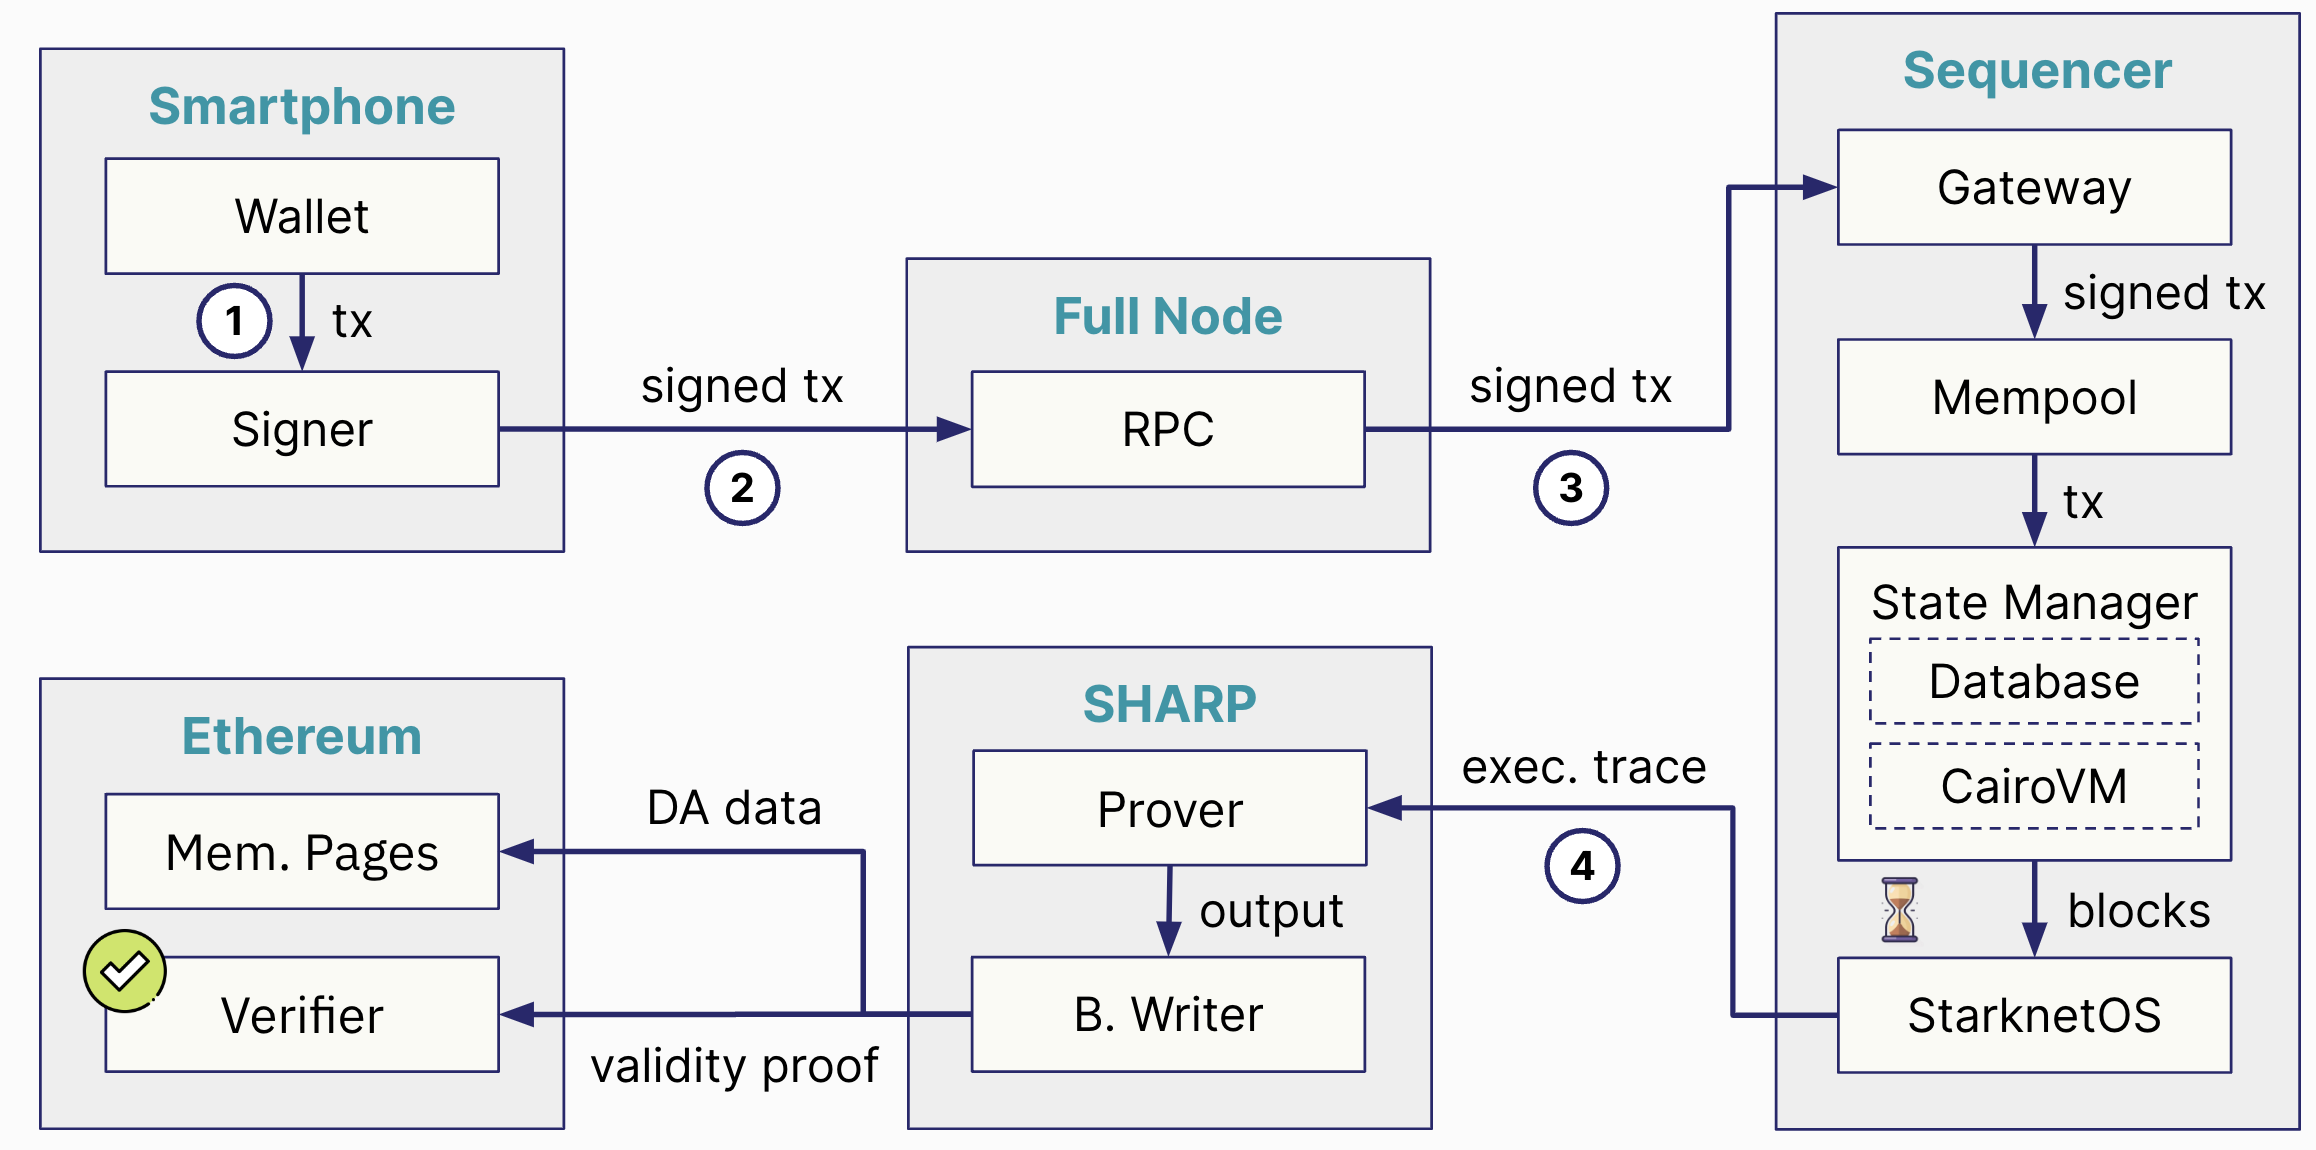 Smartphone
Wallet
1
tx
Signer
signed tx
2
Full Node
RPC
signed tx
3
Sequencer
Gateway
signed tx
Mempool
tx
State Manager
Database
CairoVM
blocks
StarknetOS
exec. trace
4
SHARP
Prover
output
B. Writer
DA data
validity proof
Ethereum
Mem. Pages
Verifier